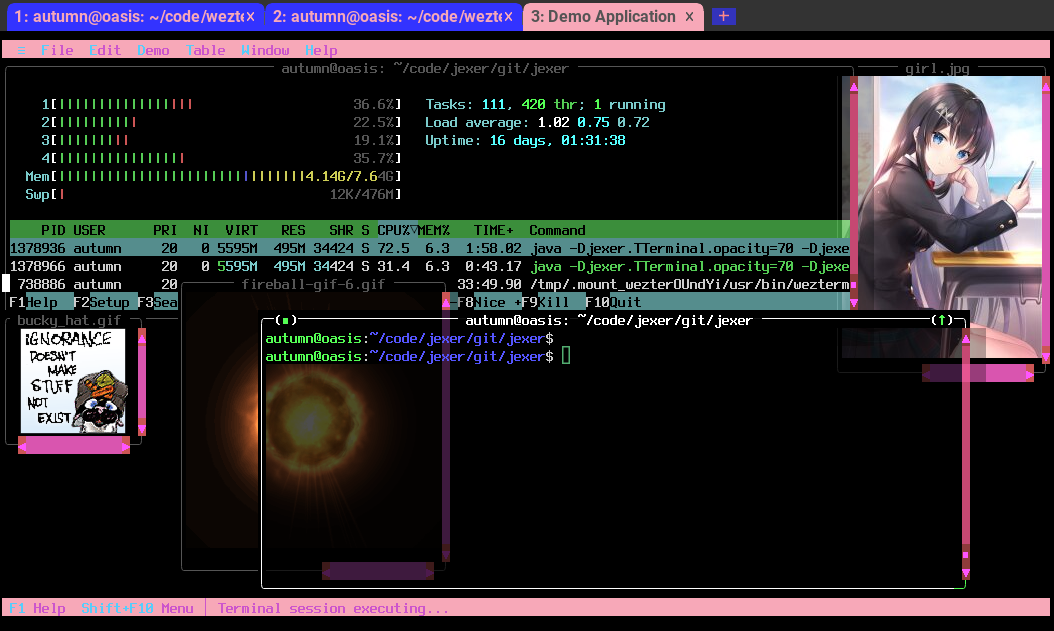 1: autumn@oasis: ~/code/wezte× 2: autumn@oasis: ~/code/wezte× 3: Demo Application × +
≡ File Edit Demo Table Window Help
autumn@oasis: ~/code/jexer/git/jexer
girl.jpg
1[||||||||||||||||| 36.6%] Tasks: 111, 420 thr; 1 running
2[|||||||||| 22.5%] Load average: 1.02 0.75 0.72
3[||||||||| 19.1%] Uptime: 16 days, 01:31:38
4[|||||||||||||||| 35.7%]
Mem[|||||||||||||||||||||||||||||||4.14G/7.64G]
Swp[| 12K/476M]
PID USER PRI NI VIRT RES SHR S CPU%▽MEM% TIME+ Command
1378936 autumn 20 0 5595M 495M 34424 S 72.5 6.3 1:58.02 java -Djexer.TTerminal.opacity=70 -Djexe
1378966 autumn 20 0 5595M 495M 34424 S 31.4 6.3 0:43.17 java -Djexer.TTerminal.opacity=70 -Djexe
738886 autumn 20 33:49.90 /tmp/.mount_wezterOUndYi/usr/bin/wezterm
fireball-gif-6.gif
F1Help F2Setup F3Sea -F8Nice +F9Kill F10Quit
bucky_hat.gif
IGNORANCE
DOESN'T
MAKE
STUFF
NOT
EXIST
autumn@oasis: ~/code/jexer/git/jexer
autumn@oasis:~/code/jexer/git/jexer$
autumn@oasis:~/code/jexer/git/jexer$
F1 Help Shift+F10 Menu | Terminal session executing...